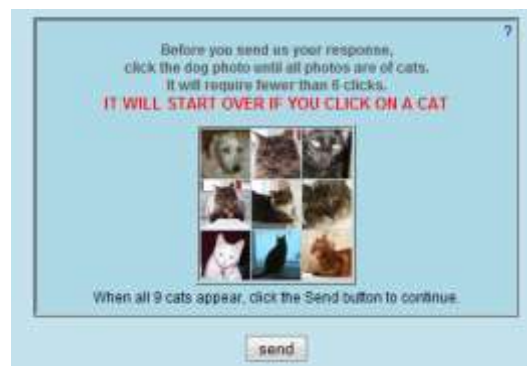 ?
Before you send us your response,
click the dog photo until all photos are of cats.
It will require fewer than 6 clicks.
IT WILL START OVER IF YOU CLICK ON A CAT
When all 9 cats appear, click the Send button to continue.
send